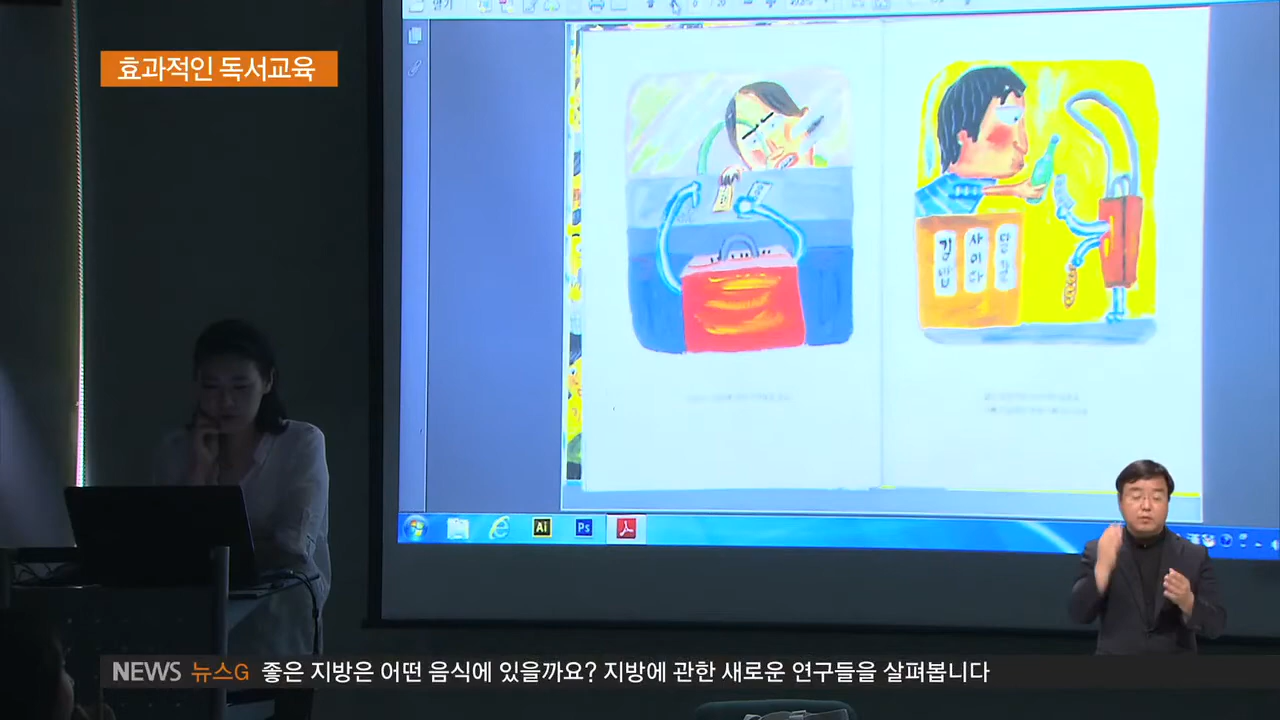 효과적인 독서교육
김밥
사이다
Ai
Ps
NEWS 뉴스G 좋은 지방은 어떤 음식에 있을까요? 지방에 관한 새로운 연구들을 살펴봅니다